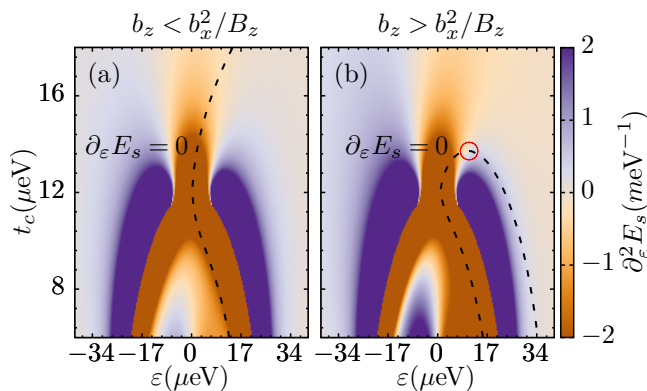 b_z < b_x^2/B_z
b_z > b_x^2/B_z
(a)
(b)
∂_ε E_s = 0
∂_ε E_s = 0
t_c(μeV)
16
12
8
−34 −17 0 17 34
−34 −17 0 17 34
ε(μeV)
ε(μeV)
2
1
0
−1
−2
∂_ε^2 E_s(meV^{−1})